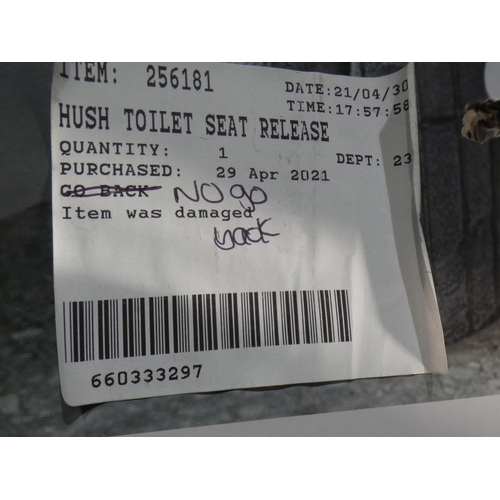 ITEM: 256181
DATE:21/04/30
TIME:17:57:58
HUSH TOILET SEAT RELEASE
QUANTITY: 1
DEPT: 23
PURCHASED: 29 Apr 2021
GO BACK NO go
Item was damaged
back
660333297